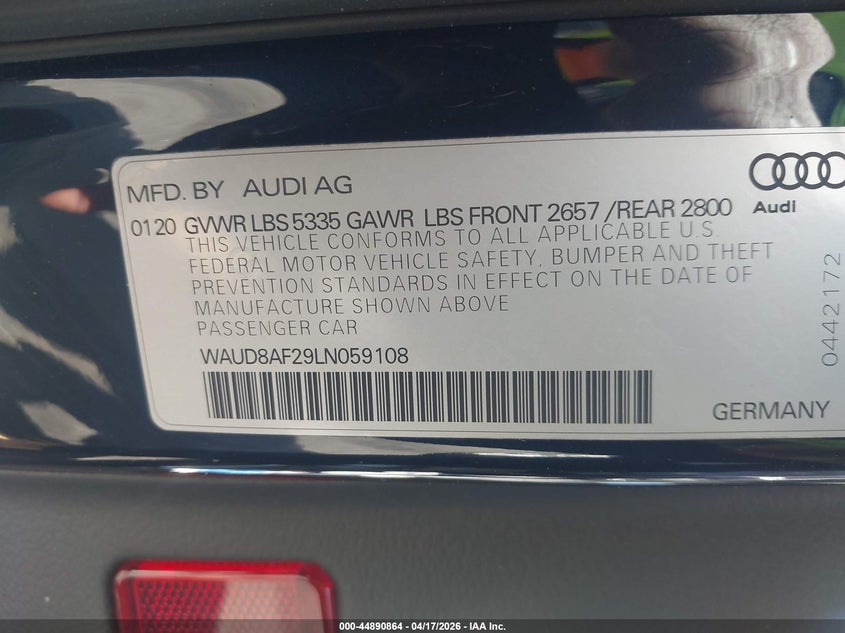 MFD. BY AUDI AG
Audi
0120 GVWR LBS 5335 GAWR LBS FRONT 2657 /REAR 2800
THIS VEHICLE CONFORMS TO ALL APPLICABLE U.S.
FEDERAL MOTOR VEHICLE SAFETY, BUMPER AND THEFT
PREVENTION STANDARDS IN EFFECT ON THE DATE OF
MANUFACTURE SHOWN ABOVE
PASSENGER CAR
WAUD8AF29LN059108
GERMANY
0442172
000-44890864 - 04/17/2026 - IAA Inc.